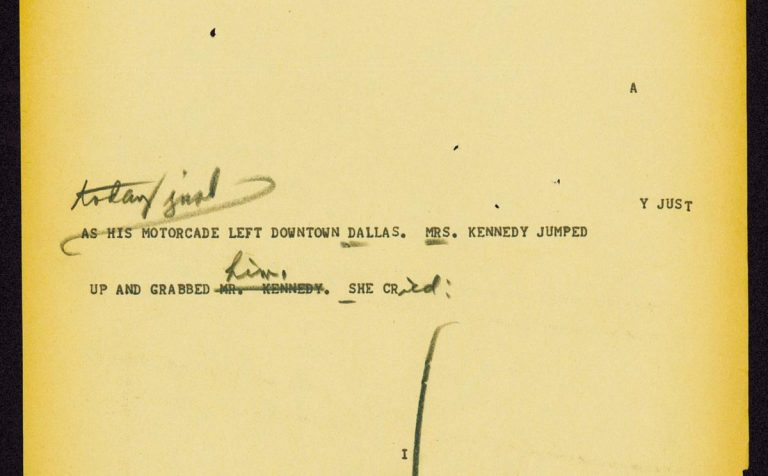 A
today just
Y JUST
AS HIS MOTORCADE LEFT DOWNTOWN DALLAS. MRS. KENNEDY JUMPED
him.
UP AND GRABBED MR. KENNEDY. SHE CRied:
I